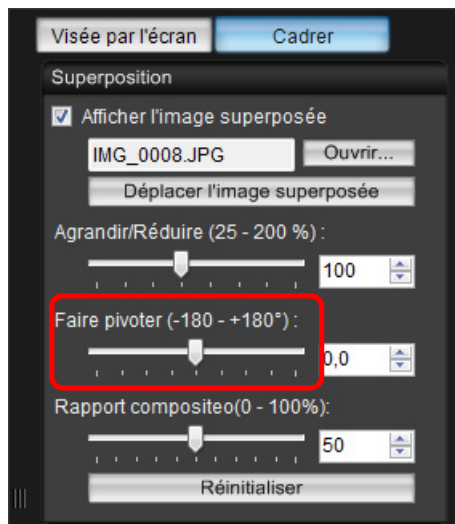 Visée par l'écran Cadrer
Superposition
Afficher l'image superposée
IMG_0008.JPG Ouvrir...
Déplacer l'image superposée
Agrandir/Réduire (25 - 200 %) :
100
Faire pivoter (-180 - +180°) :
0,0
Rapport compositeo(0 - 100%):
50
Réinitialiser